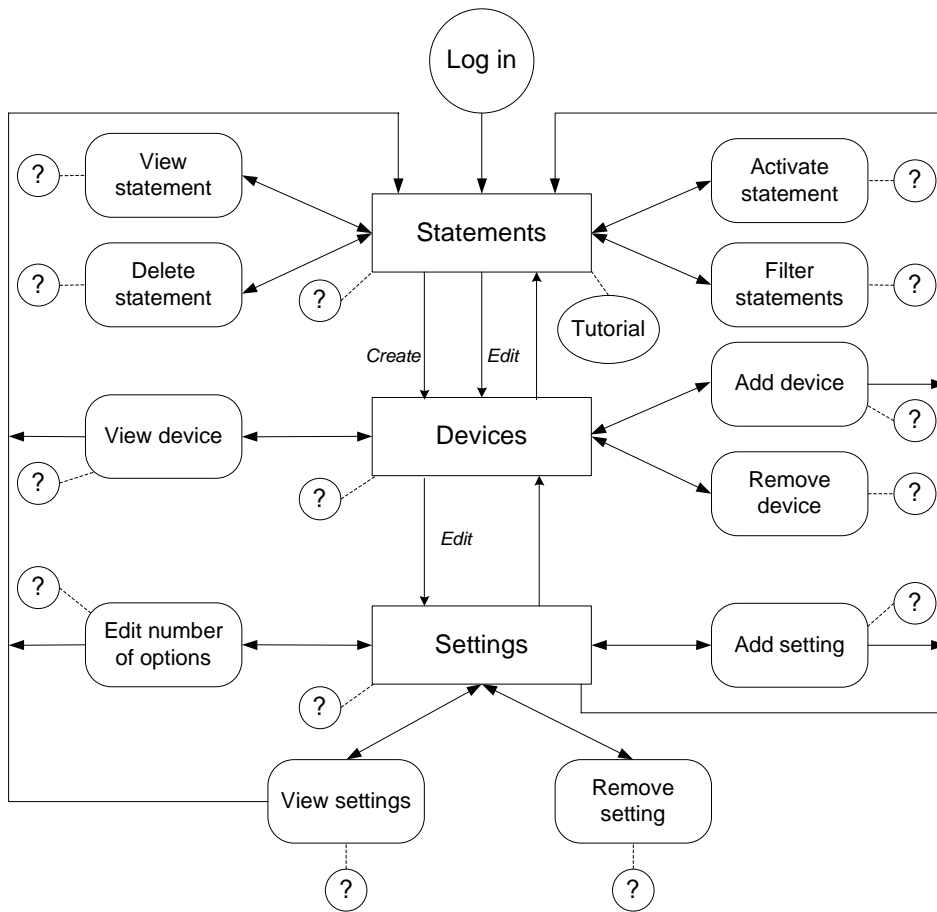 Log in
?
View
statement
Activate
statement
?
Statements
?
Delete
statement
?
Filter
statements
?
Tutorial
Create
Edit
Add device
?
View device
Devices
?
?
Remove
device
?
Edit
?
?
Edit number
of options
Settings
Add setting
?
View settings
Remove
setting
?
?